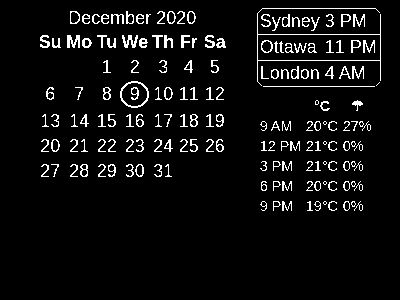 December 2020
Su Mo Tu We Th Fr Sa
1 2 3 4 5
6 7 8 9 10 11 12
13 14 15 16 17 18 19
20 21 22 23 24 25 26
27 28 29 30 31
Sydney 3 PM
Ottawa 11 PM
London 4 AM
°C ☂
9 AM 20°C 27%
12 PM 21°C 0%
3 PM 21°C 0%
6 PM 20°C 0%
9 PM 19°C 0%